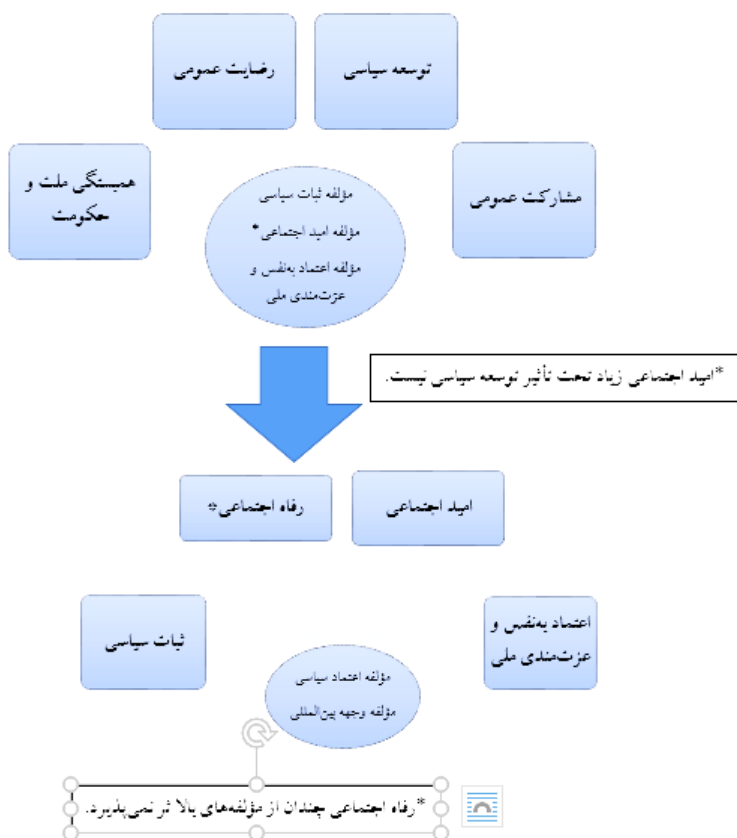 توسعه سیاسی
رضایت عمومی
مشارکت عمومی
همبستگی ملت و
حکومت
مؤلفه ثبات سیاسی
مؤلفه امید اجتماعی*
مؤلفه اعتماد به‌نفس و
عزت‌مندی ملی
*امید اجتماعی زیاد تحت تأثیر توسعه سیاسی نیست.
امید اجتماعی
رفاه اجتماعی*
اعتماد به‌نفس و
عزت‌مندی ملی
ثبات سیاسی
مؤلفه اعتماد سیاسی
مؤلفه وجهه بین‌المللی
*رفاه اجتماعی چندان از مؤلفه‌های بالا ثر نمی‌پذیرد.